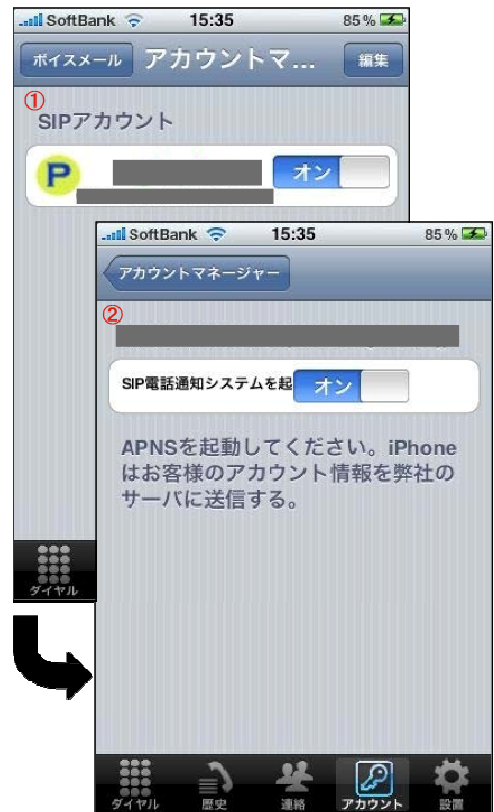 SoftBank 15:35 85%
ボイスメール アカウントマ... 編集
①
SIPアカウント
P オン
ダイヤル
SoftBank 15:35 85%
アカウントマネージャー
②
SIP電話通知システムを起 オン
APNSを起動してください。iPhone
はお客様のアカウント情報を弊社の
サーバに送信する。
ダイヤル 歴史 連絡 アカウント 設置